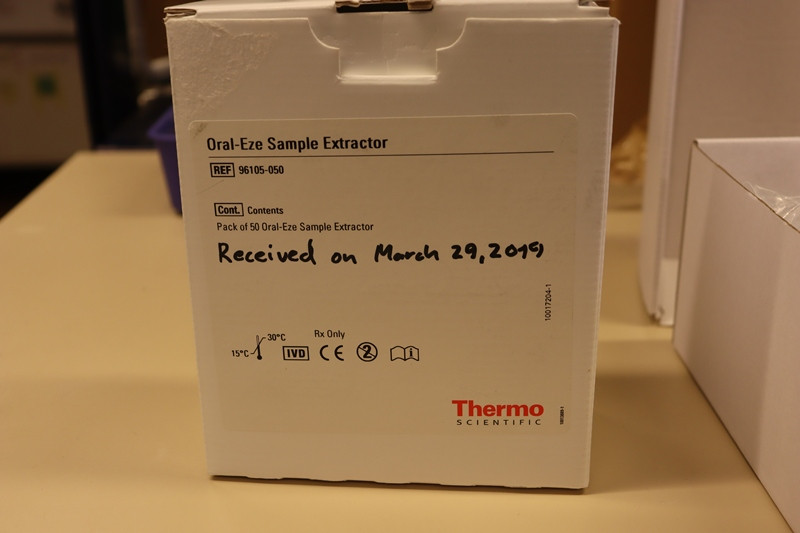 Oral-Eze Sample Extractor
REF 96105-050
Cont. Contents
Pack of 50 Oral-Eze Sample Extractor
Received on March 29, 2019
10017204-1
Rx Only
30°C
15°C
IVD CE 2 i
Thermo
SCIENTIFIC